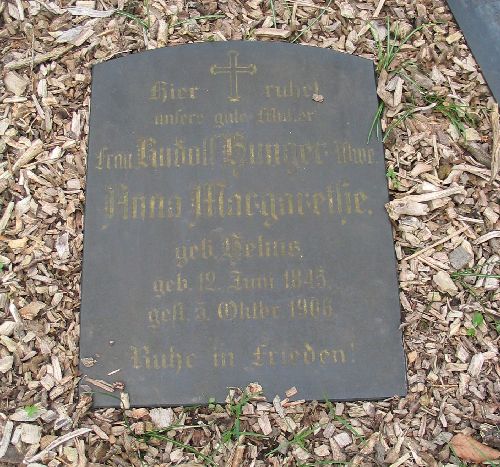 Hier ruhet
unsere gute Mutter
Frau Rudolf Hunger Wwe.
Anna Margarethe,
geb.
geb. 12. Juni 1845,
gest. 5. Oktbr. 1906.
Ruhe in Frieden!